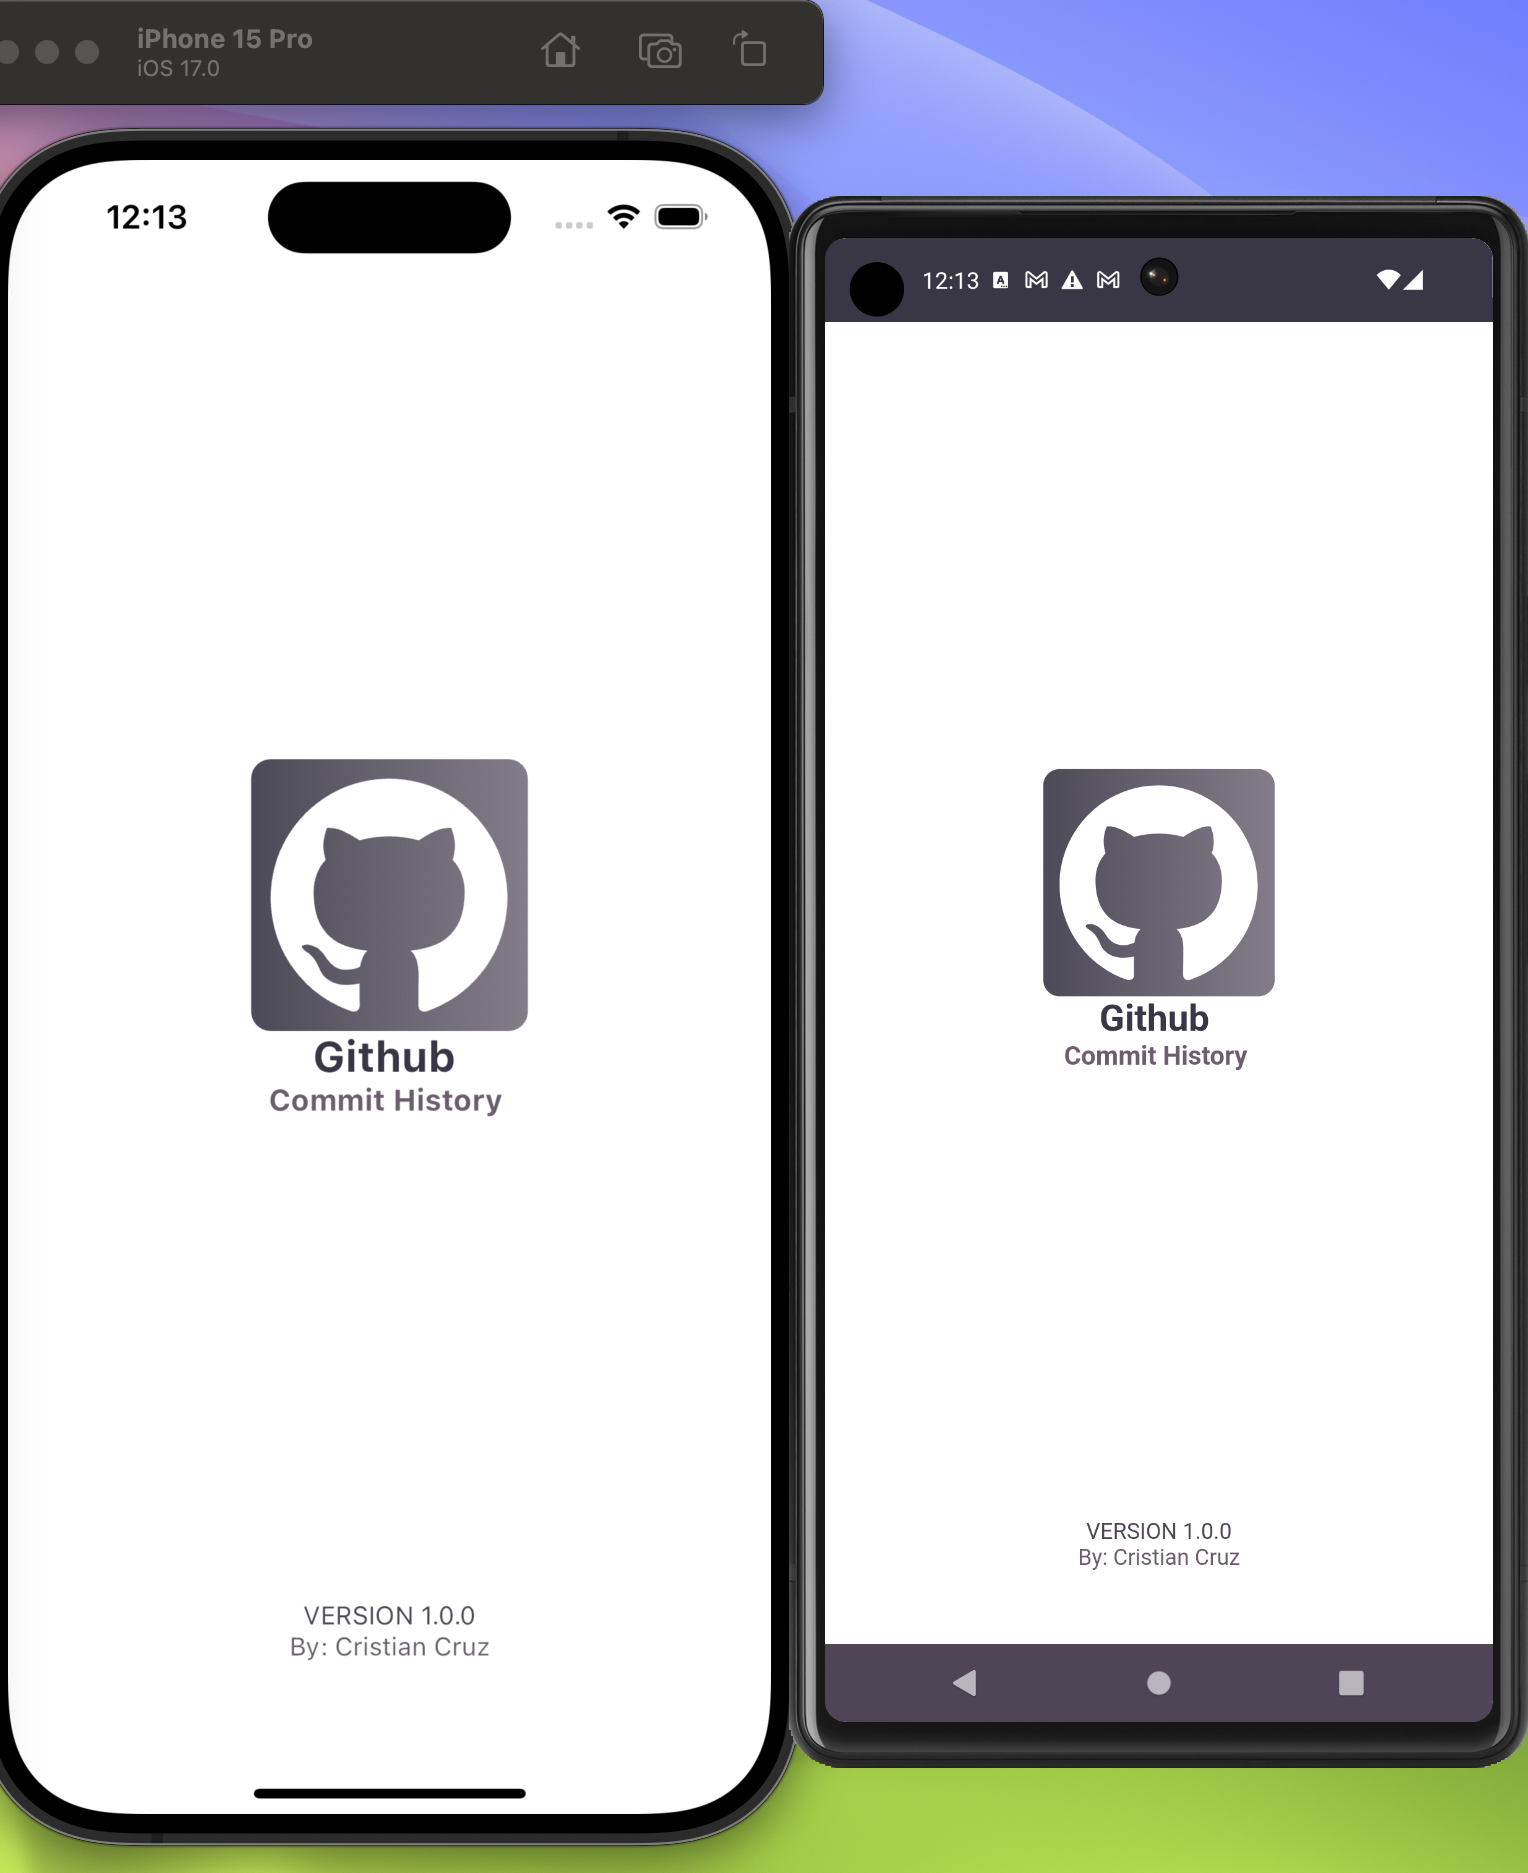 iPhone 15 Pro
iOS 17.0
12:13
Github
Commit History
VERSION 1.0.0
By: Cristian Cruz
12:13
Github
Commit History
VERSION 1.0.0
By: Cristian Cruz